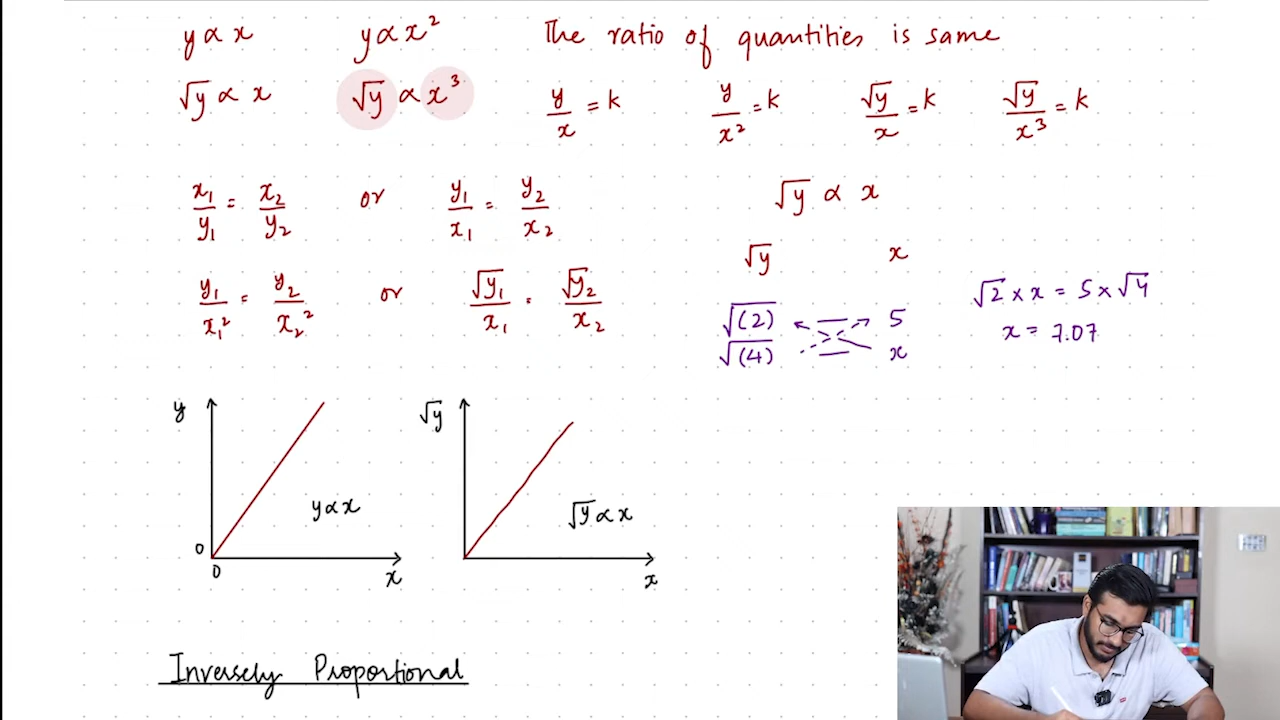 y ∝ x y ∝ x² The ratio of quantities is same
√y ∝ x √y ∝ x³ y/x = k y/x² = k √y/x = k √y/x³ = k
x₁/y₁ = x₂/y₂ or y₁/x₁ = y₂/x₂ √y ∝ x
√y x
y₁/x₁² = y₂/x₂² or √y₁/x₁ = √y₂/x₂ √2 × x = 5 × √4
√(2) 5 x = 7.07
√(4) x
y √y
y ∝ x √y ∝ x
0
0 x x
Inversely Proportional